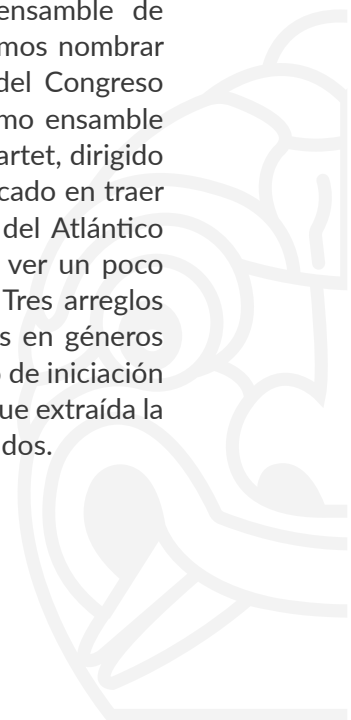 ensamble de
mos nombrar
del Congreso
mo ensamble
artet, dirigido
cado en traer
del Atlántico
ver un poco
Tres arreglos
s en géneros
de iniciación
ue extraída la
dos.